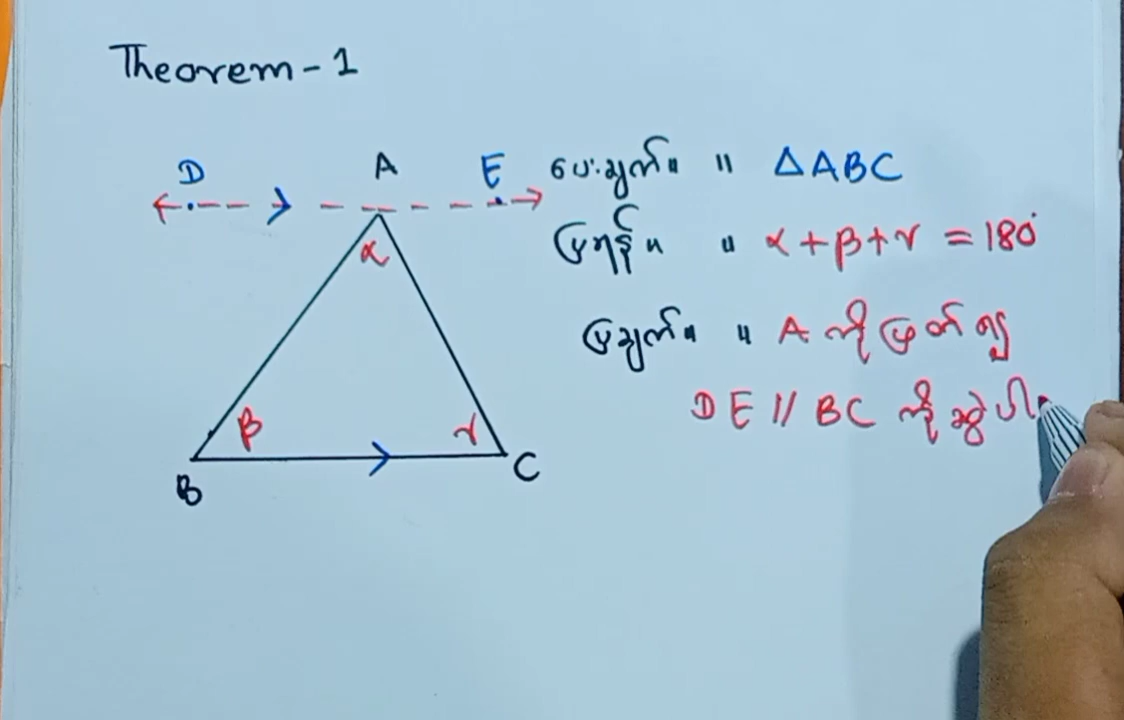 Theorem - 1
D A E
ပေးချက်။ ။ ΔABC
α
ပြရန်။ ။ α + β + γ = 180°
ပြချက်။ ။ A ကိုဖြတ်၍
DE // BC ကိုဆွဲပါ
β γ
B C